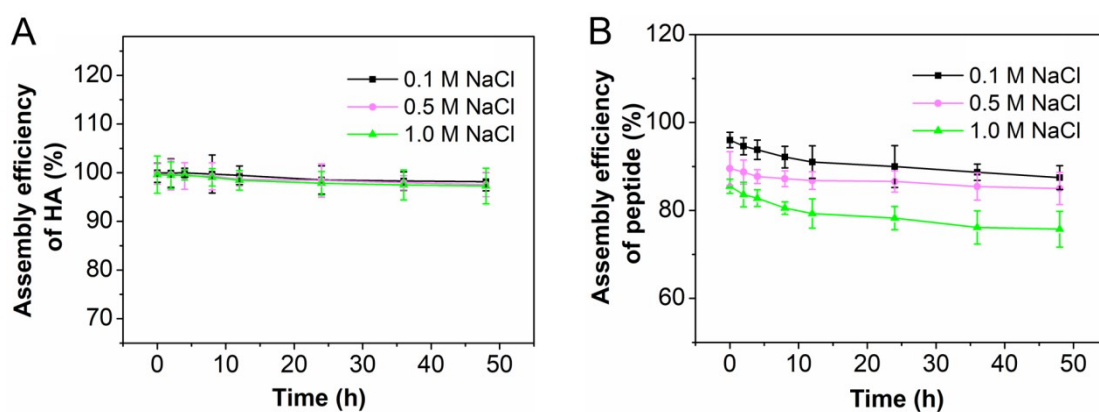 A
Assembly efficiency
of HA (%)
120
110
100
90
80
70
0 10 20 30 40 50
Time (h)
0.1 M NaCl
0.5 M NaCl
1.0 M NaCl
B
Assembly efficiency
of peptide (%)
120
100
80
60
0 10 20 30 40 50
Time (h)
0.1 M NaCl
0.5 M NaCl
1.0 M NaCl